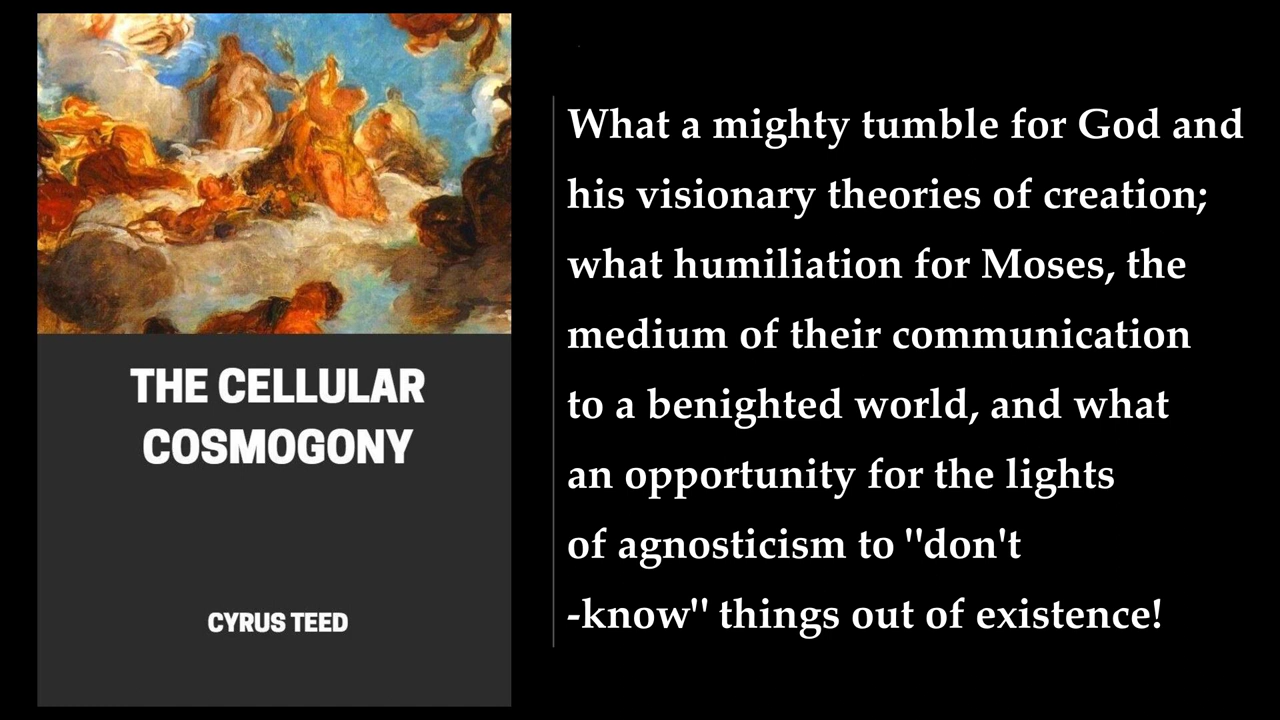 THE CELLULAR
COSMOGONY
CYRUS TEED
What a mighty tumble for God and
his visionary theories of creation;
what humiliation for Moses, the
medium of their communication
to a benighted world, and what
an opportunity for the lights
of agnosticism to "don't
-know" things out of existence!